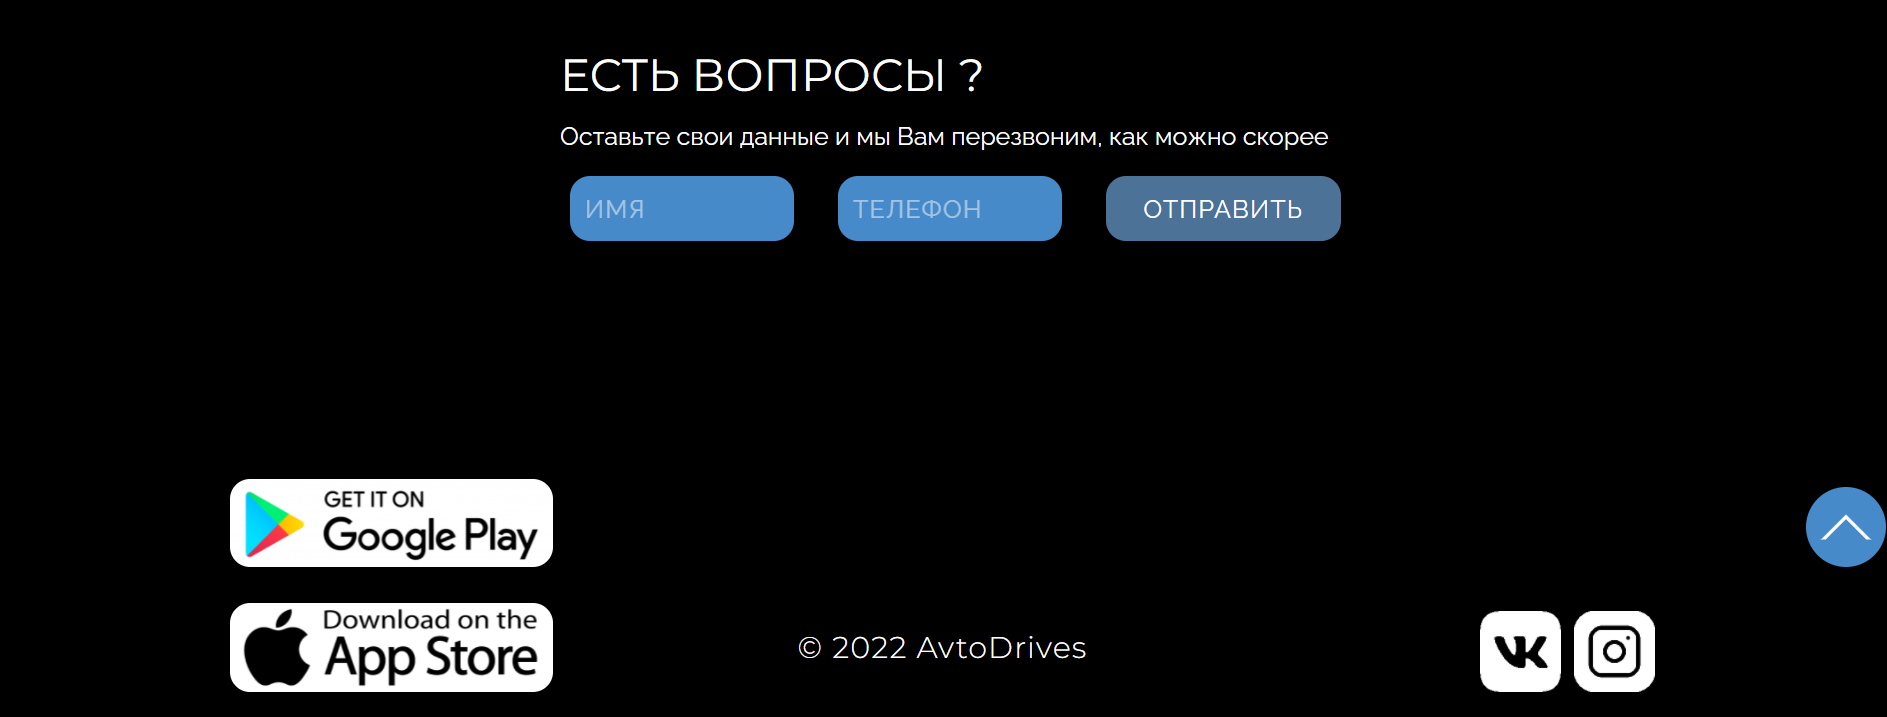 ЕСТЬ ВОПРОСЫ ?
Оставьте свои данные и мы Вам перезвоним, как можно скорее
ИМЯ
ТЕЛЕФОН
ОТПРАВИТЬ
GET IT ON
Google Play
Download on the
App Store
© 2022 AvtoDrives